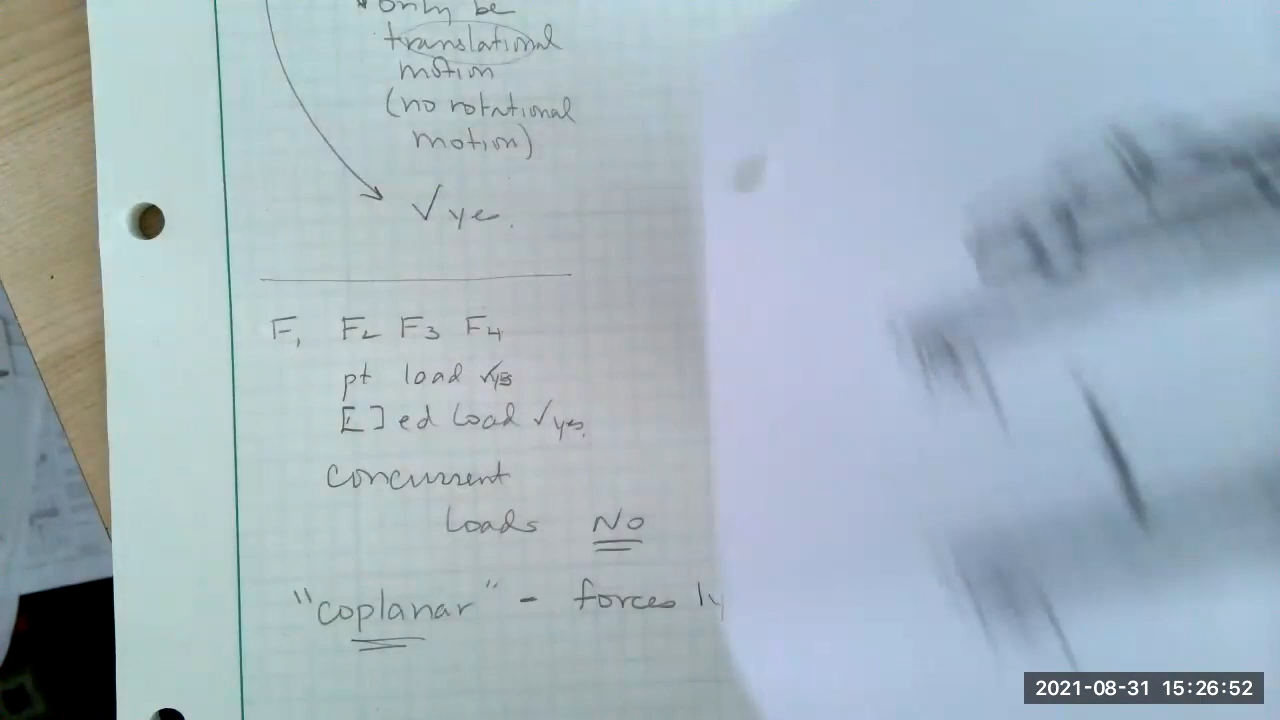 only be
translational
motion
(no rotational
motion)
√ yes.
F₁ F₂ F₃ F₄
pt load √yes
[ ]ed load √yes.
concurrent
loads No
"coplanar" - forces ly
2021-08-31 15:26:52